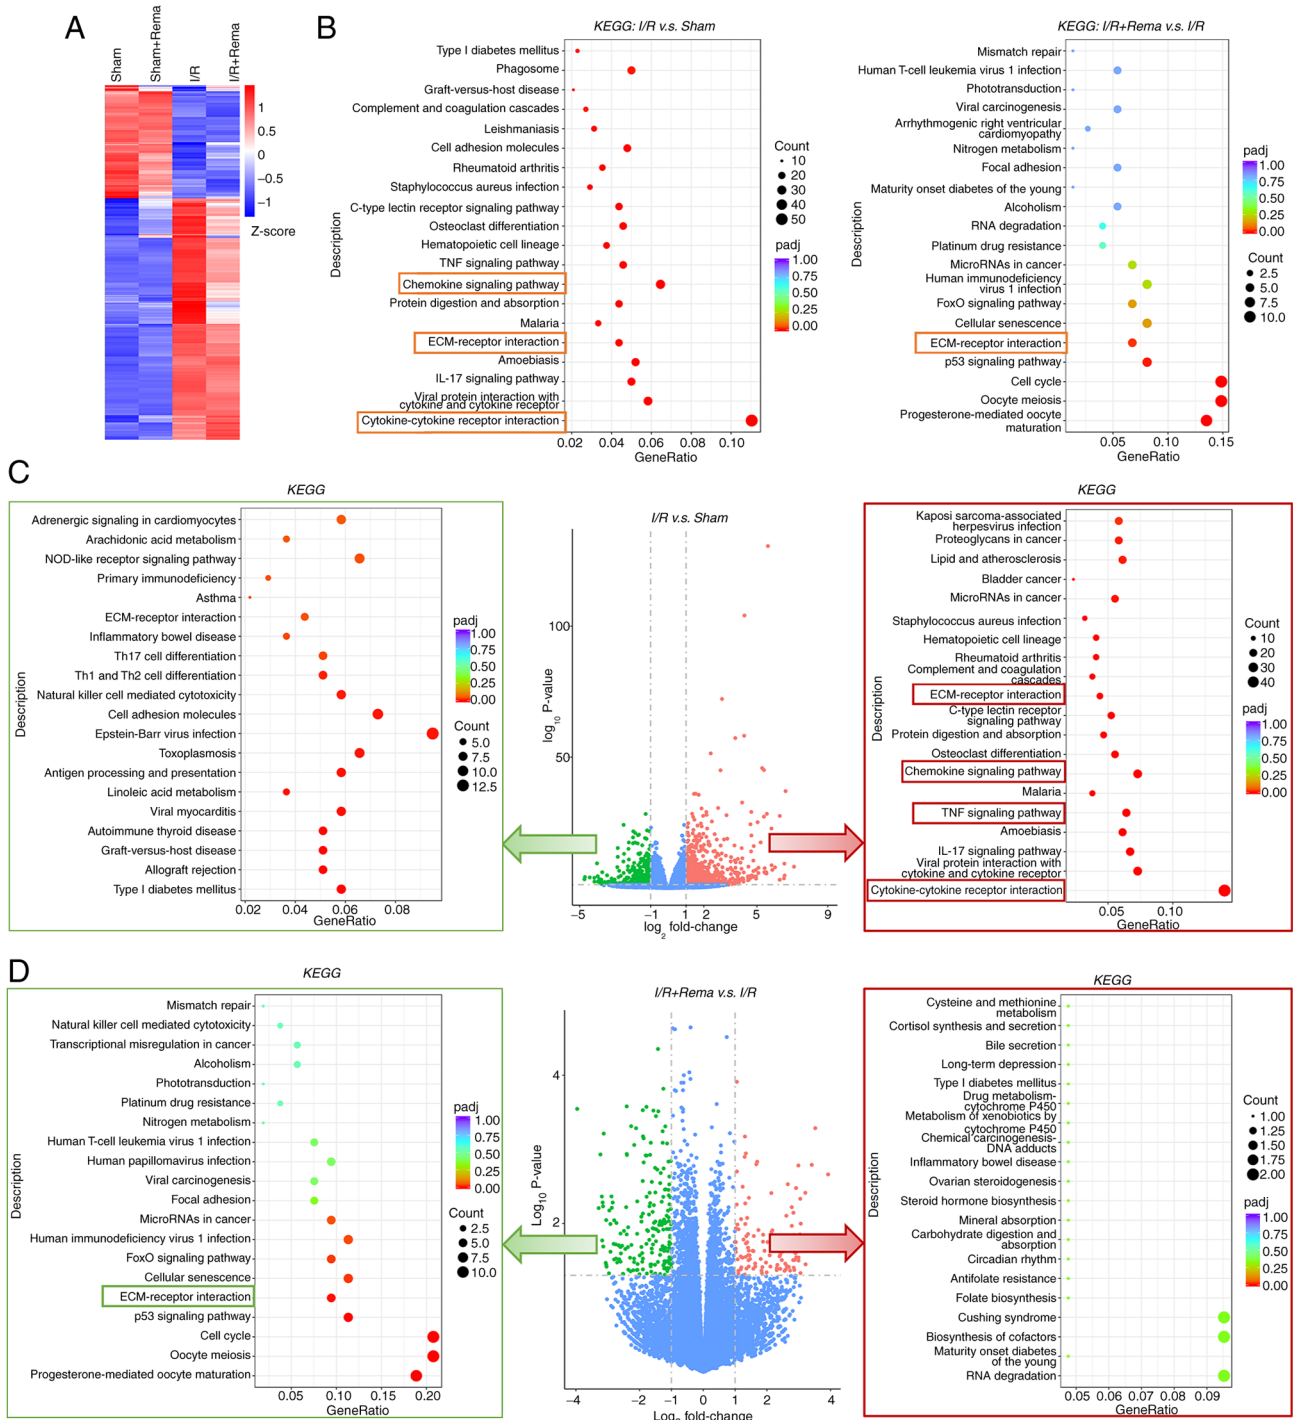 A
Sham
Sham+Rema
I/R
I/R+Rema
1
0.5
0
−0.5
−1
Z-score
B
KEGG: I/R v.s. Sham
Description
Type I diabetes mellitus
Phagosome
Graft-versus-host disease
Complement and coagulation cascades
Leishmaniasis
Cell adhesion molecules
Rheumatoid arthritis
Staphylococcus aureus infection
C-type lectin receptor signaling pathway
Osteoclast differentiation
Hematopoietic cell lineage
TNF signaling pathway
Chemokine signaling pathway
Protein digestion and absorption
Malaria
ECM-receptor interaction
Amoebiasis
IL-17 signaling pathway
Viral protein interaction with
cytokine and cytokine receptor
Cytokine-cytokine receptor interaction
0.02 0.04 0.06 0.08 0.10
GeneRatio
Count
10
20
30
40
50
padj
1.00
0.75
0.50
0.25
0.00
KEGG: I/R+Rema v.s. I/R
Description
Mismatch repair
Human T-cell leukemia virus 1 infection
Phototransduction
Viral carcinogenesis
Arrhythmogenic right ventricular
cardiomyopathy
Nitrogen metabolism
Focal adhesion
Maturity onset diabetes of the young
Alcoholism
RNA degradation
Platinum drug resistance
MicroRNAs in cancer
Human immunodeficiency
virus 1 infection
FoxO signaling pathway
Cellular senescence
ECM-receptor interaction
p53 signaling pathway
Cell cycle
Oocyte meiosis
Progesterone-mediated oocyte
maturation
0.05 0.10 0.15
GeneRatio
padj
1.00
0.75
0.50
0.25
0.00
Count
2.5
5.0
7.5
10.0
C
KEGG
Description
Adrenergic signaling in cardiomyocytes
Arachidonic acid metabolism
NOD-like receptor signaling pathway
Primary immunodeficiency
Asthma
ECM-receptor interaction
Inflammatory bowel disease
Th17 cell differentiation
Th1 and Th2 cell differentiation
Natural killer cell mediated cytotoxicity
Cell adhesion molecules
Epstein-Barr virus infection
Toxoplasmosis
Antigen processing and presentation
Linoleic acid metabolism
Viral myocarditis
Autoimmune thyroid disease
Graft-versus-host disease
Allograft rejection
Type I diabetes mellitus
0.02 0.04 0.06 0.08
GeneRatio
padj
1.00
0.75
0.50
0.25
0.00
Count
5.0
7.5
10.0
12.5
I/R v.s. Sham
log10 P-value
100
50
−5 −1 1 2 5 9
log2 fold-change
KEGG
Description
Kaposi sarcoma-associated
herpesvirus infection
Proteoglycans in cancer
Lipid and atherosclerosis
Bladder cancer
MicroRNAs in cancer
Staphylococcus aureus infection
Hematopoietic cell lineage
Rheumatoid arthritis
Complement and coagulation
cascades
ECM-receptor interaction
C-type lectin receptor
signaling pathway
Protein digestion and absorption
Osteoclast differentiation
Chemokine signaling pathway
Malaria
TNF signaling pathway
Amoebiasis
IL-17 signaling pathway
Viral protein interaction with
cytokine and cytokine receptor
Cytokine-cytokine receptor interaction
0.05 0.10
GeneRatio
Count
10
20
30
40
padj
1.00
0.75
0.50
0.25
0.00
D
KEGG
Description
Mismatch repair
Natural killer cell mediated cytotoxicity
Transcriptional misregulation in cancer
Alcoholism
Phototransduction
Platinum drug resistance
Nitrogen metabolism
Human T-cell leukemia virus 1 infection
Human papillomavirus infection
Viral carcinogenesis
Focal adhesion
MicroRNAs in cancer
Human immunodeficiency virus 1 infection
FoxO signaling pathway
Cellular senescence
ECM-receptor interaction
p53 signaling pathway
Cell cycle
Oocyte meiosis
Progesterone-mediated oocyte maturation
0.05 0.10 0.15 0.20
GeneRatio
padj
1.00
0.75
0.50
0.25
0.00
Count
2.5
5.0
7.5
10.0
I/R+Rema v.s. I/R
Log10 P-value
4
2
−4 −2 −1 0 1 2 4
Log2 fold-change
KEGG
Description
Cysteine and methionine
metabolism
Cortisol synthesis and secretion
Bile secretion
Long-term depression
Type I diabetes mellitus
Drug metabolism-
cytochrome P450
Metabolism of xenobiotics by
cytochrome P450
Chemical carcinogenesis-
DNA adducts
Inflammatory bowel disease
Ovarian steroidogenesis
Steroid hormone biosynthesis
Mineral absorption
Carbohydrate digestion and
absorption
Circadian rhythm
Antifolate resistance
Folate biosynthesis
Cushing syndrome
Biosynthesis of cofactors
Maturity onset diabetes
of the young
RNA degradation
0.05 0.06 0.07 0.08 0.09
GeneRatio
Count
1.00
1.25
1.50
1.75
2.00
padj
1.00
0.75
0.50
0.25
0.00